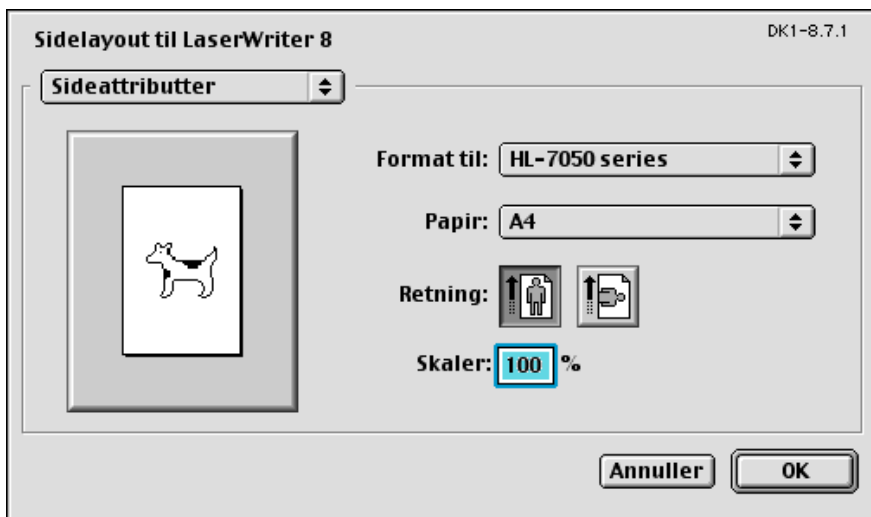 Sidelayout til LaserWriter 8
DK1-8.7.1
Sideattributter
Format til: HL-7050 series
Papir: A4
Retning:
Skaler: 100 %
Annuller OK